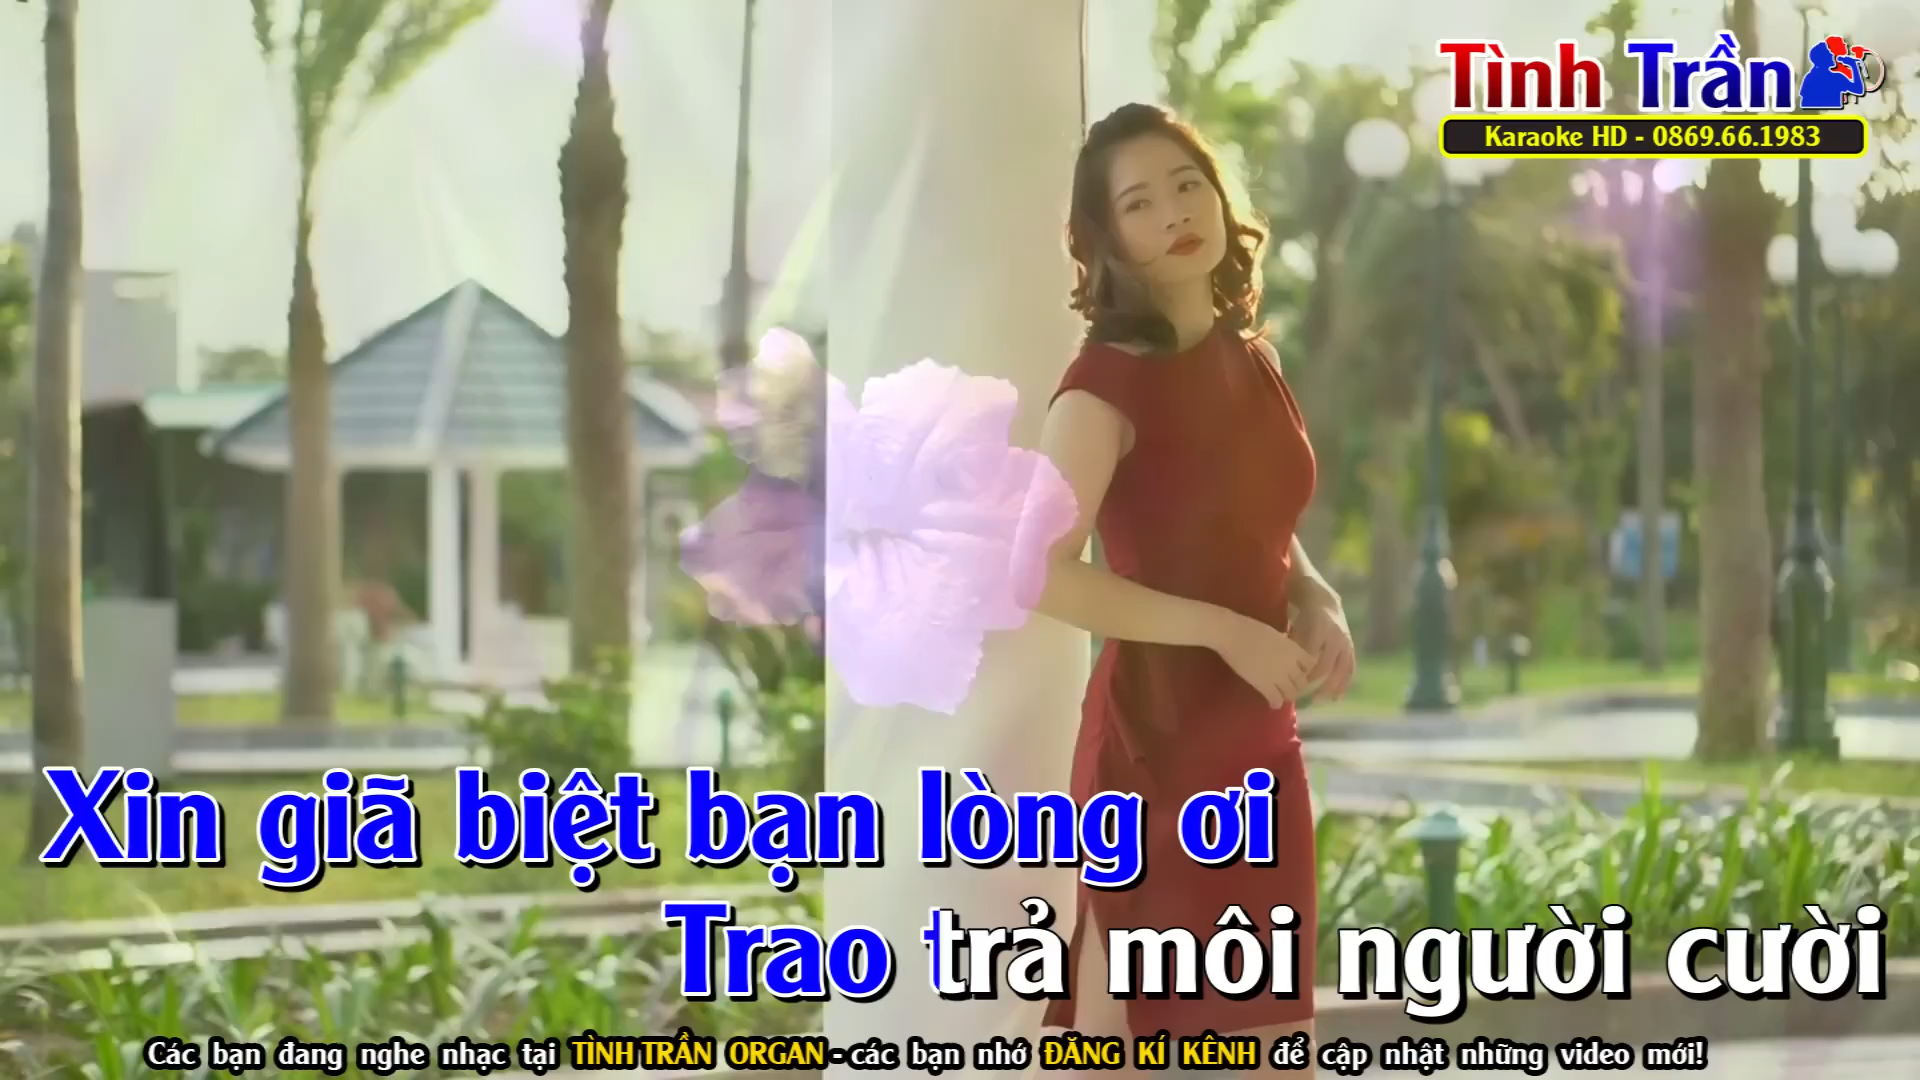 Tình Trần
Karaoke HD - 0869.66.1983
Xin giã biệt bạn lòng ơi
Trao trả môi người cười
Các bạn đang nghe nhạc tại TÌNH TRẦN ORGAN - các bạn nhớ ĐĂNG KÍ KÊNH để cập nhật những video mới!